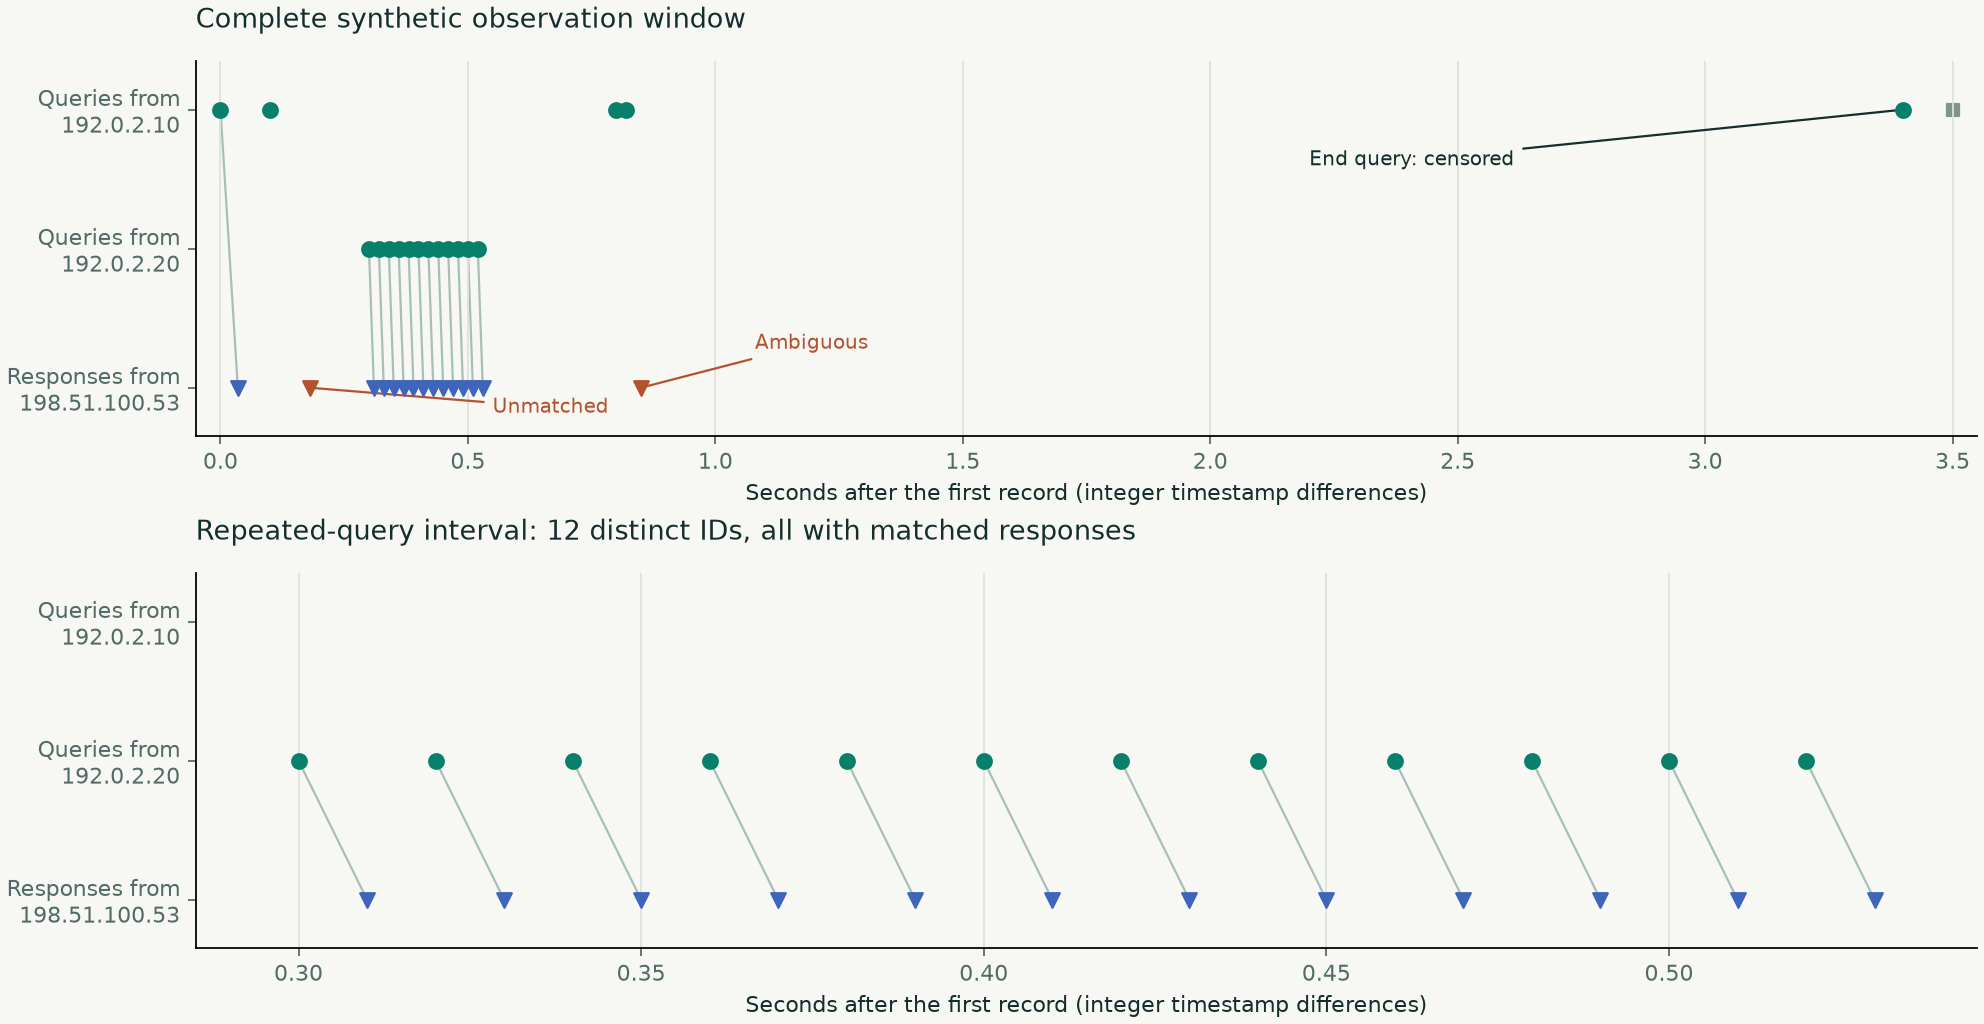 Complete synthetic observation window
Queries from
192.0.2.10
End query: censored
Queries from
192.0.2.20
Ambiguous
Responses from
198.51.100.53
Unmatched
0.0 0.5 1.0 1.5 2.0 2.5 3.0 3.5
Seconds after the first record (integer timestamp differences)
Repeated-query interval: 12 distinct IDs, all with matched responses
Queries from
192.0.2.10
Queries from
192.0.2.20
Responses from
198.51.100.53
0.30 0.35 0.40 0.45 0.50
Seconds after the first record (integer timestamp differences)